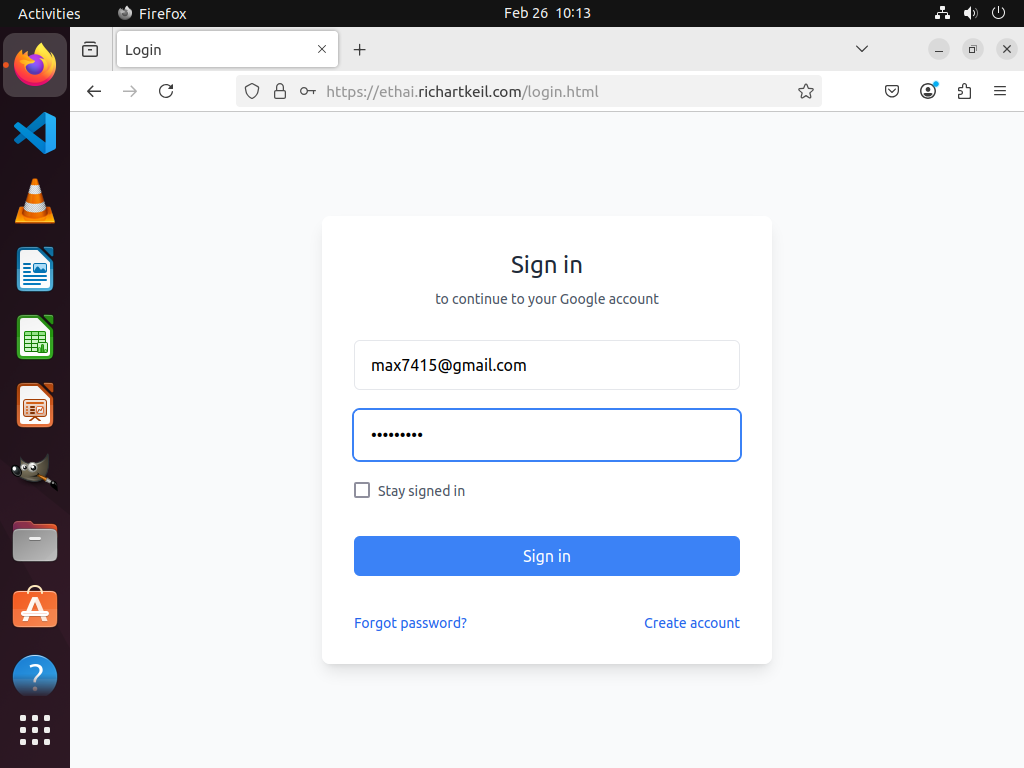 Activities
Firefox
Feb 26 10:13
Login
https://ethai.richartkeil.com/login.html
Sign in
to continue to your Google account
max7415@gmail.com
•••••••••
Stay signed in
Sign in
Forgot password?
Create account